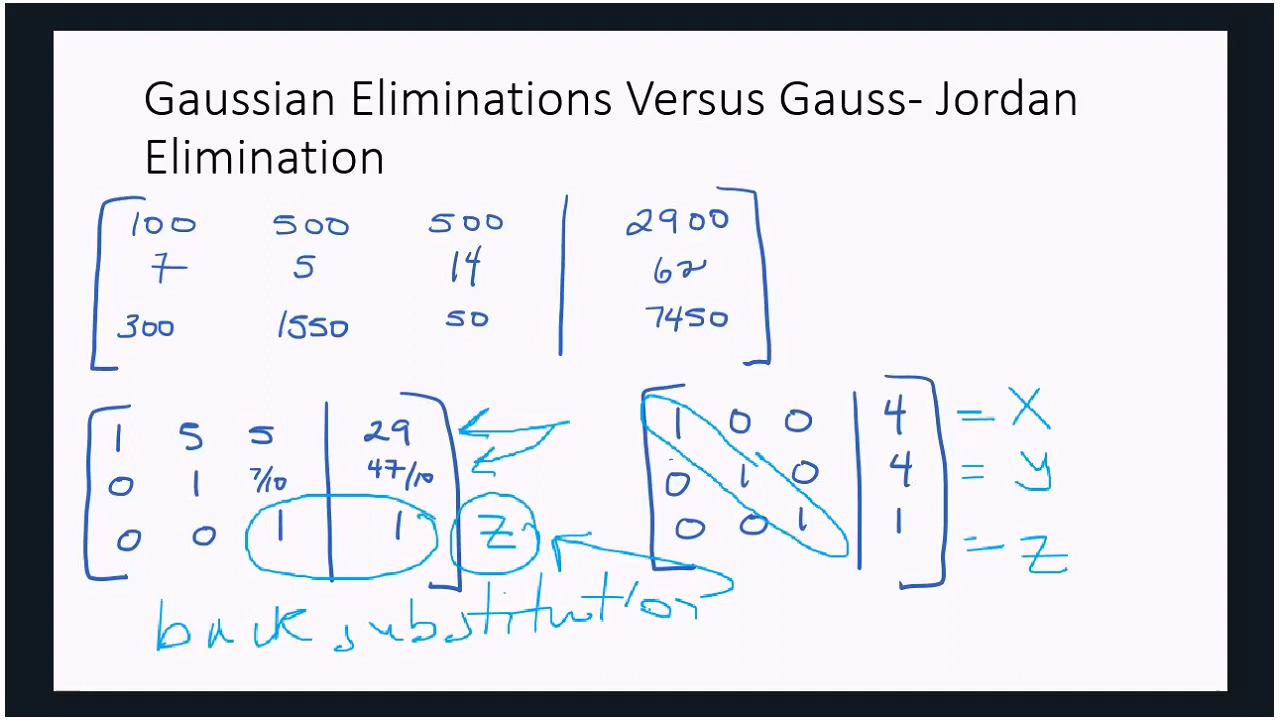 Gaussian Eliminations Versus Gauss- Jordan
Elimination
100 500 500 2900
7 5 14 62
300 1550 50 7450
1 5 5 29
0 1 7/10 47/10
0 0 1 1 z
1 0 0 4 = x
0 1 0 4 = y
0 0 1 1 = z
back substitution